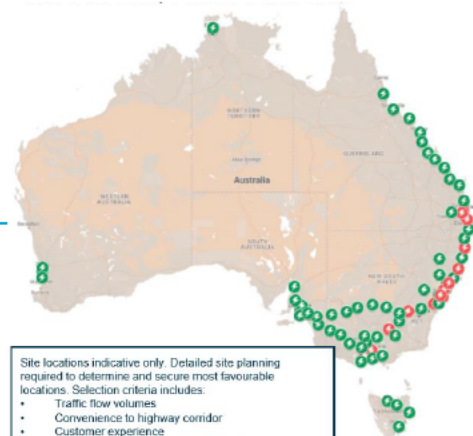 NORTHERN
TERRITORY
QUEENSLAND
Australia
WESTERN
AUSTRALIA
SOUTH
AUSTRALIA
NEW SOUTH
WALES
Site locations indicative only. Detailed site planning
required to determine and secure most favourable
locations. Selection criteria includes:
• Traffic flow volumes
• Convenience to highway corridor
• Customer experience